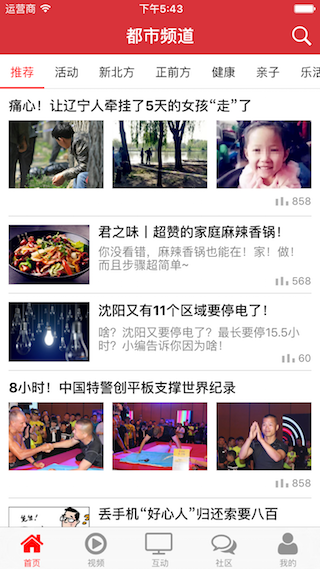 运营商 下午5:43
都市频道
推荐 活动 新北方 正前方 健康 亲子 乐活
痛心！让辽宁人牵挂了5天的女孩“走”了
858
君之味丨超赞的家庭麻辣香锅！
你没看错，麻辣香锅也能在！家！做！
而且步骤超简单~
568
沈阳又有11个区域要停电了！
啥？沈阳又要停电了？最长要停15.5小
时？小编告诉你因为啥！
60
8小时！中国特警创平板支撑世界纪录
858
丢手机“好心人”归还索要八百
首页 视频 互动 社区 我的